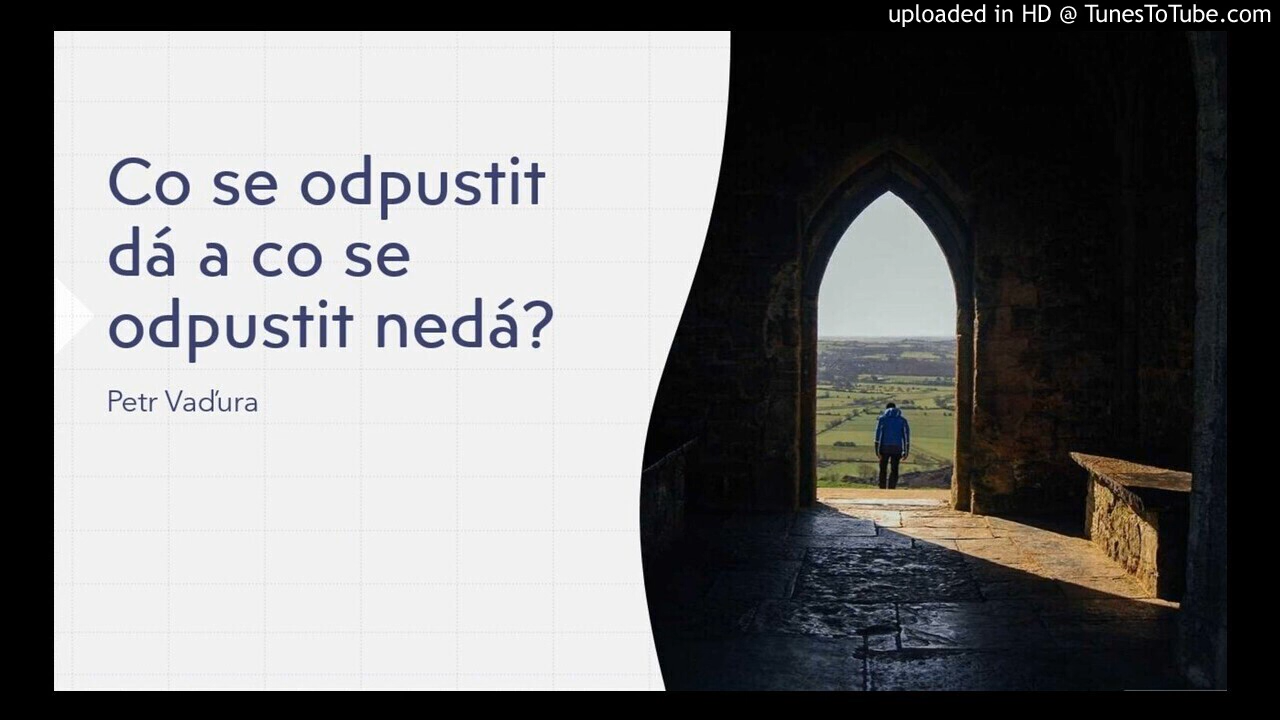 uploaded in HD @ TunesToTube.com
Co se odpustit
dá a co se
odpustit nedá?
Petr Vaďura